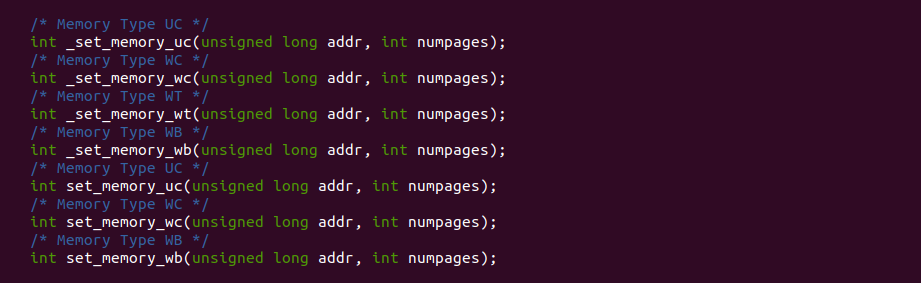 /* Memory Type UC */
int _set_memory_uc(unsigned long addr, int numpages);
/* Memory Type WC */
int _set_memory_wc(unsigned long addr, int numpages);
/* Memory Type WT */
int _set_memory_wt(unsigned long addr, int numpages);
/* Memory Type WB */
int _set_memory_wb(unsigned long addr, int numpages);
/* Memory Type UC */
int set_memory_uc(unsigned long addr, int numpages);
/* Memory Type WC */
int set_memory_wc(unsigned long addr, int numpages);
/* Memory Type WB */
int set_memory_wb(unsigned long addr, int numpages);